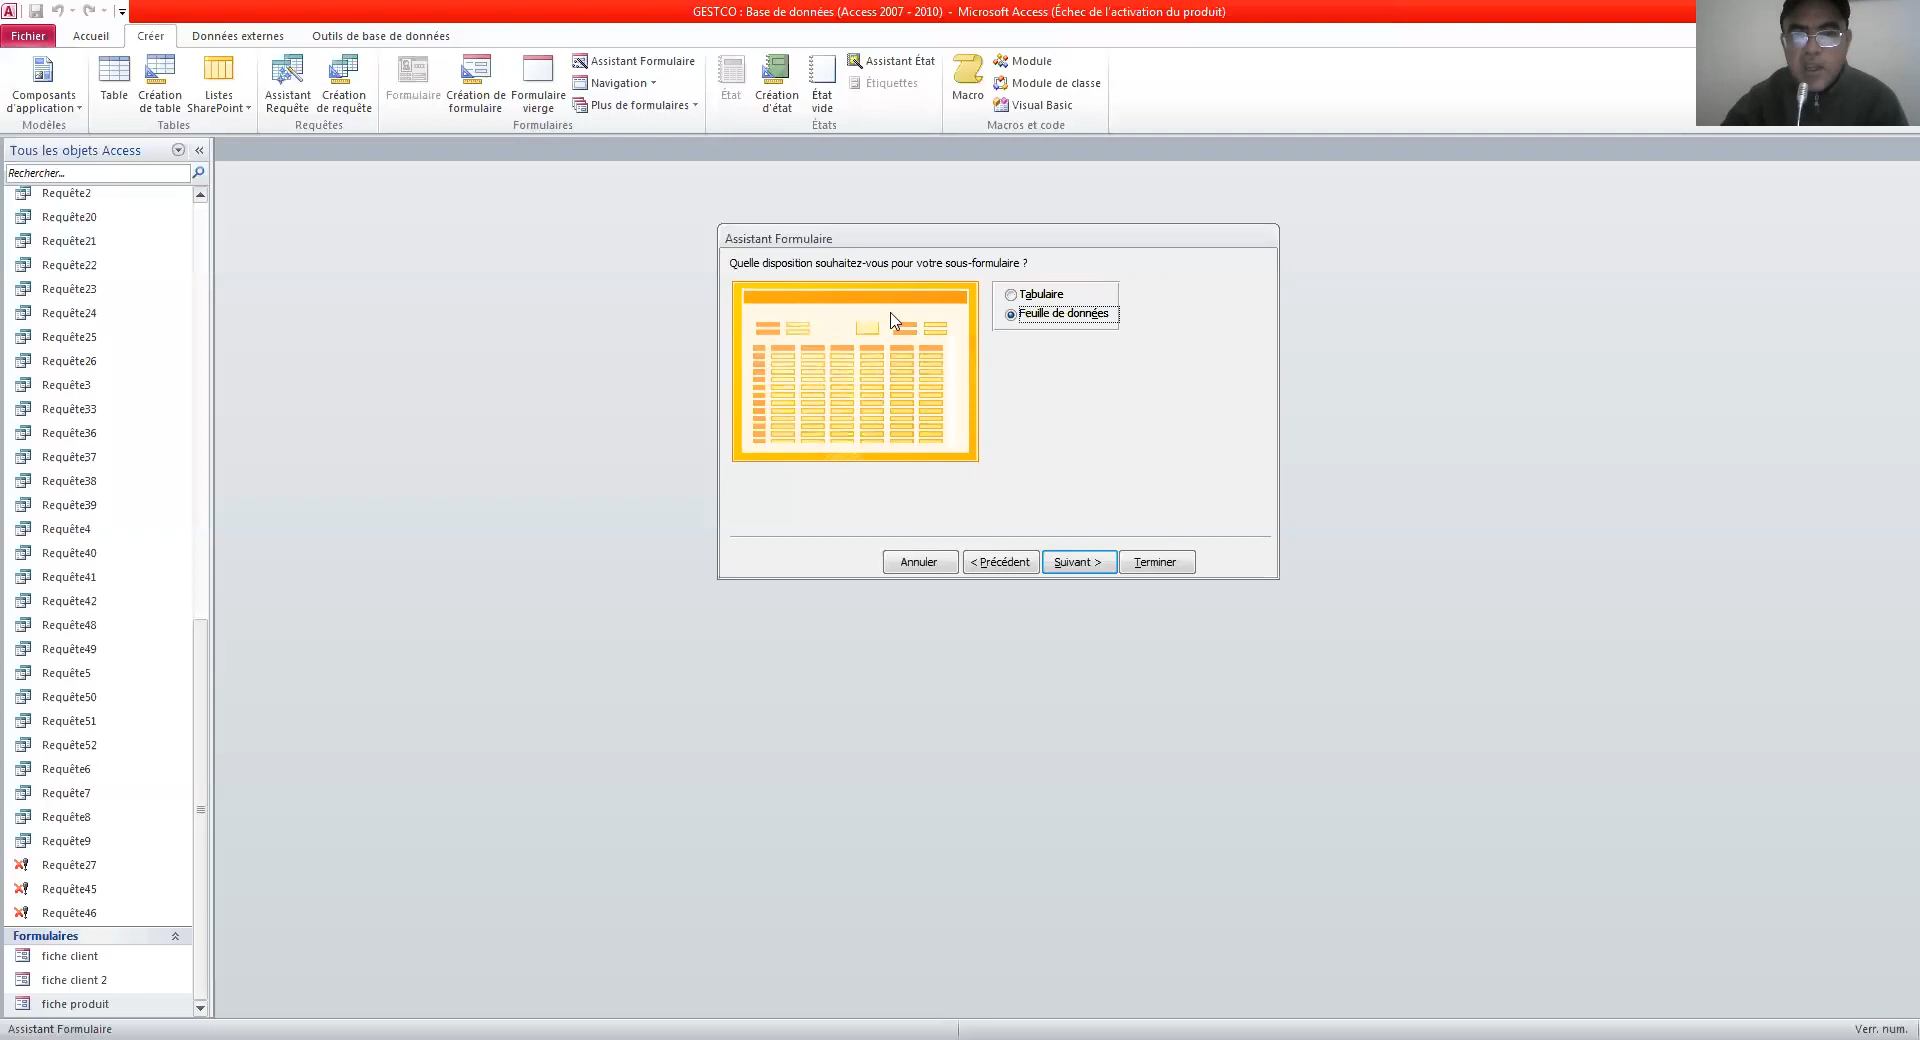 GESTCO : Base de données (Access 2007 - 2010) - Microsoft Access (Échec de l'activation du produit)
Fichier Accueil Créer Données externes Outils de base de données
Composants d'application
Modèles
Table
Création de table
Listes SharePoint
Tables
Assistant Requête
Création de requête
Requêtes
Formulaire
Création de formulaire
Formulaire vierge
Assistant Formulaire
Navigation
Plus de formulaires
Formulaires
État
Création d'état
État vide
Assistant État
Étiquettes
États
Macro
Module
Module de classe
Visual Basic
Macros et code
Tous les objets Access
Rechercher...
Requête2
Requête20
Requête21
Requête22
Requête23
Requête24
Requête25
Requête26
Requête3
Requête33
Requête36
Requête37
Requête38
Requête39
Requête4
Requête40
Requête41
Requête42
Requête48
Requête49
Requête5
Requête50
Requête51
Requête52
Requête6
Requête7
Requête8
Requête9
Requête27
Requête45
Requête46
Formulaires
fiche client
fiche client 2
fiche produit
Assistant Formulaire
Quelle disposition souhaitez-vous pour votre sous-formulaire ?
Tabulaire
Feuille de données
Annuler < Précédent Suivant > Terminer
Assistant Formulaire
Verr. num.